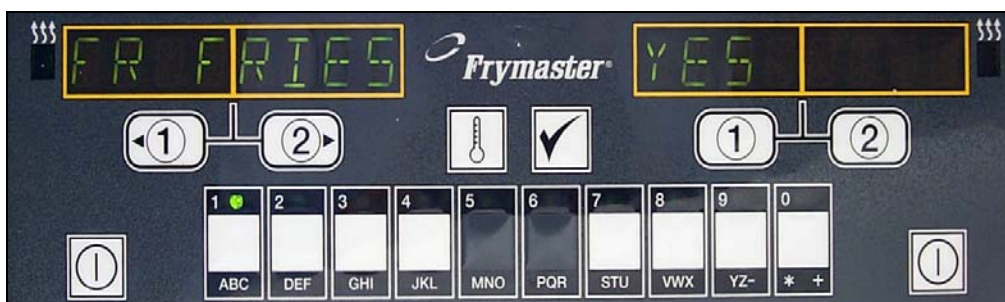 FR FRIES
Frymaster®
YES
1 2
1 2
1 2 3 4 5 6 7 8 9 0
ABC DEF GHI JKL MNO PQR STU VWX YZ- * +